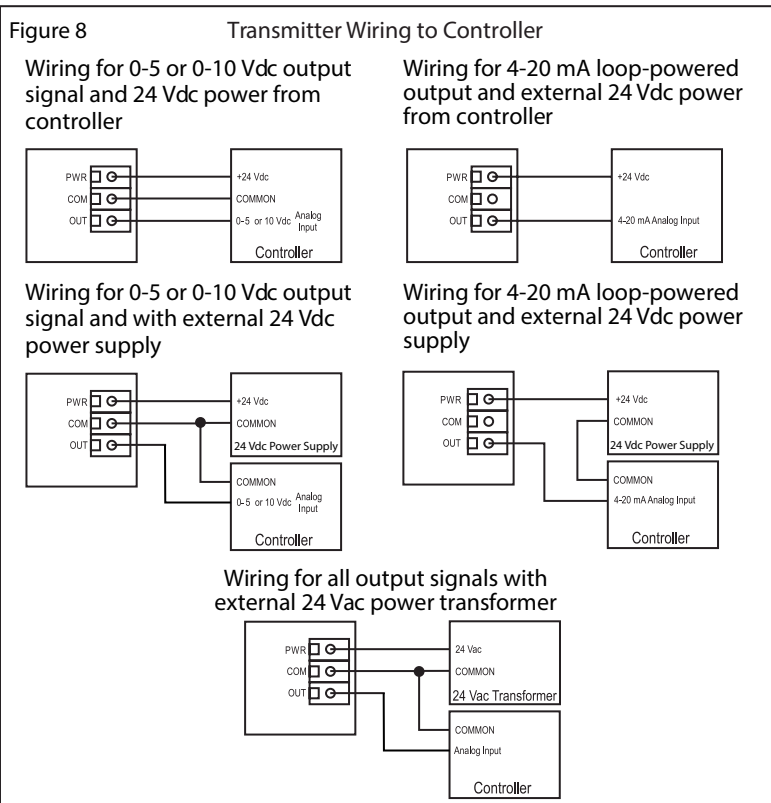 Figure 8
Transmitter Wiring to Controller
Wiring for 0-5 or 0-10 Vdc output
signal and 24 Vdc power from
controller
PWR
COM
OUT
+24 Vdc
COMMON
0-5 or 10 Vdc Analog
Input
Controller
Wiring for 4-20 mA loop-powered
output and external 24 Vdc power
from controller
PWR
COM
OUT
+24 Vdc
4-20 mA Analog Input
Controller
Wiring for 0-5 or 0-10 Vdc output
signal and with external 24 Vdc
power supply
PWR
COM
OUT
+24 Vdc
COMMON
24 Vdc Power Supply
COMMON
0-5 or 10 Vdc Analog
Input
Controller
Wiring for 4-20 mA loop-powered
output and external 24 Vdc power
supply
PWR
COM
OUT
+24 Vdc
COMMON
24 Vdc Power Supply
COMMON
4-20 mA Analog Input
Controller
Wiring for all output signals with
external 24 Vac power transformer
PWR
COM
OUT
24 Vac
COMMON
24 Vac Transformer
COMMON
Analog Input
Controller